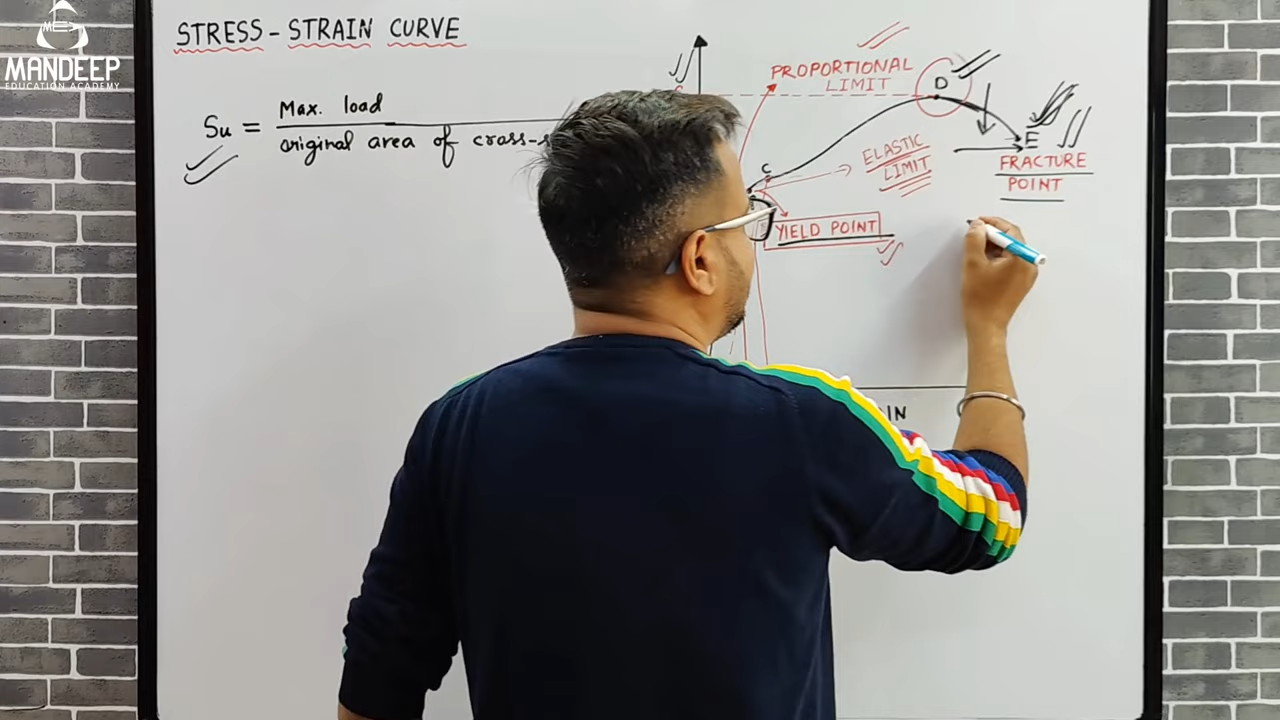 MES
MANDEEP
EDUCATION ACADEMY
STRESS - STRAIN CURVE
Su = Max. load
original area of cross-s
PROPORTIONAL
LIMIT
D
E
C
ELASTIC
LIMIT
FRACTURE
POINT
YIELD POINT
IN